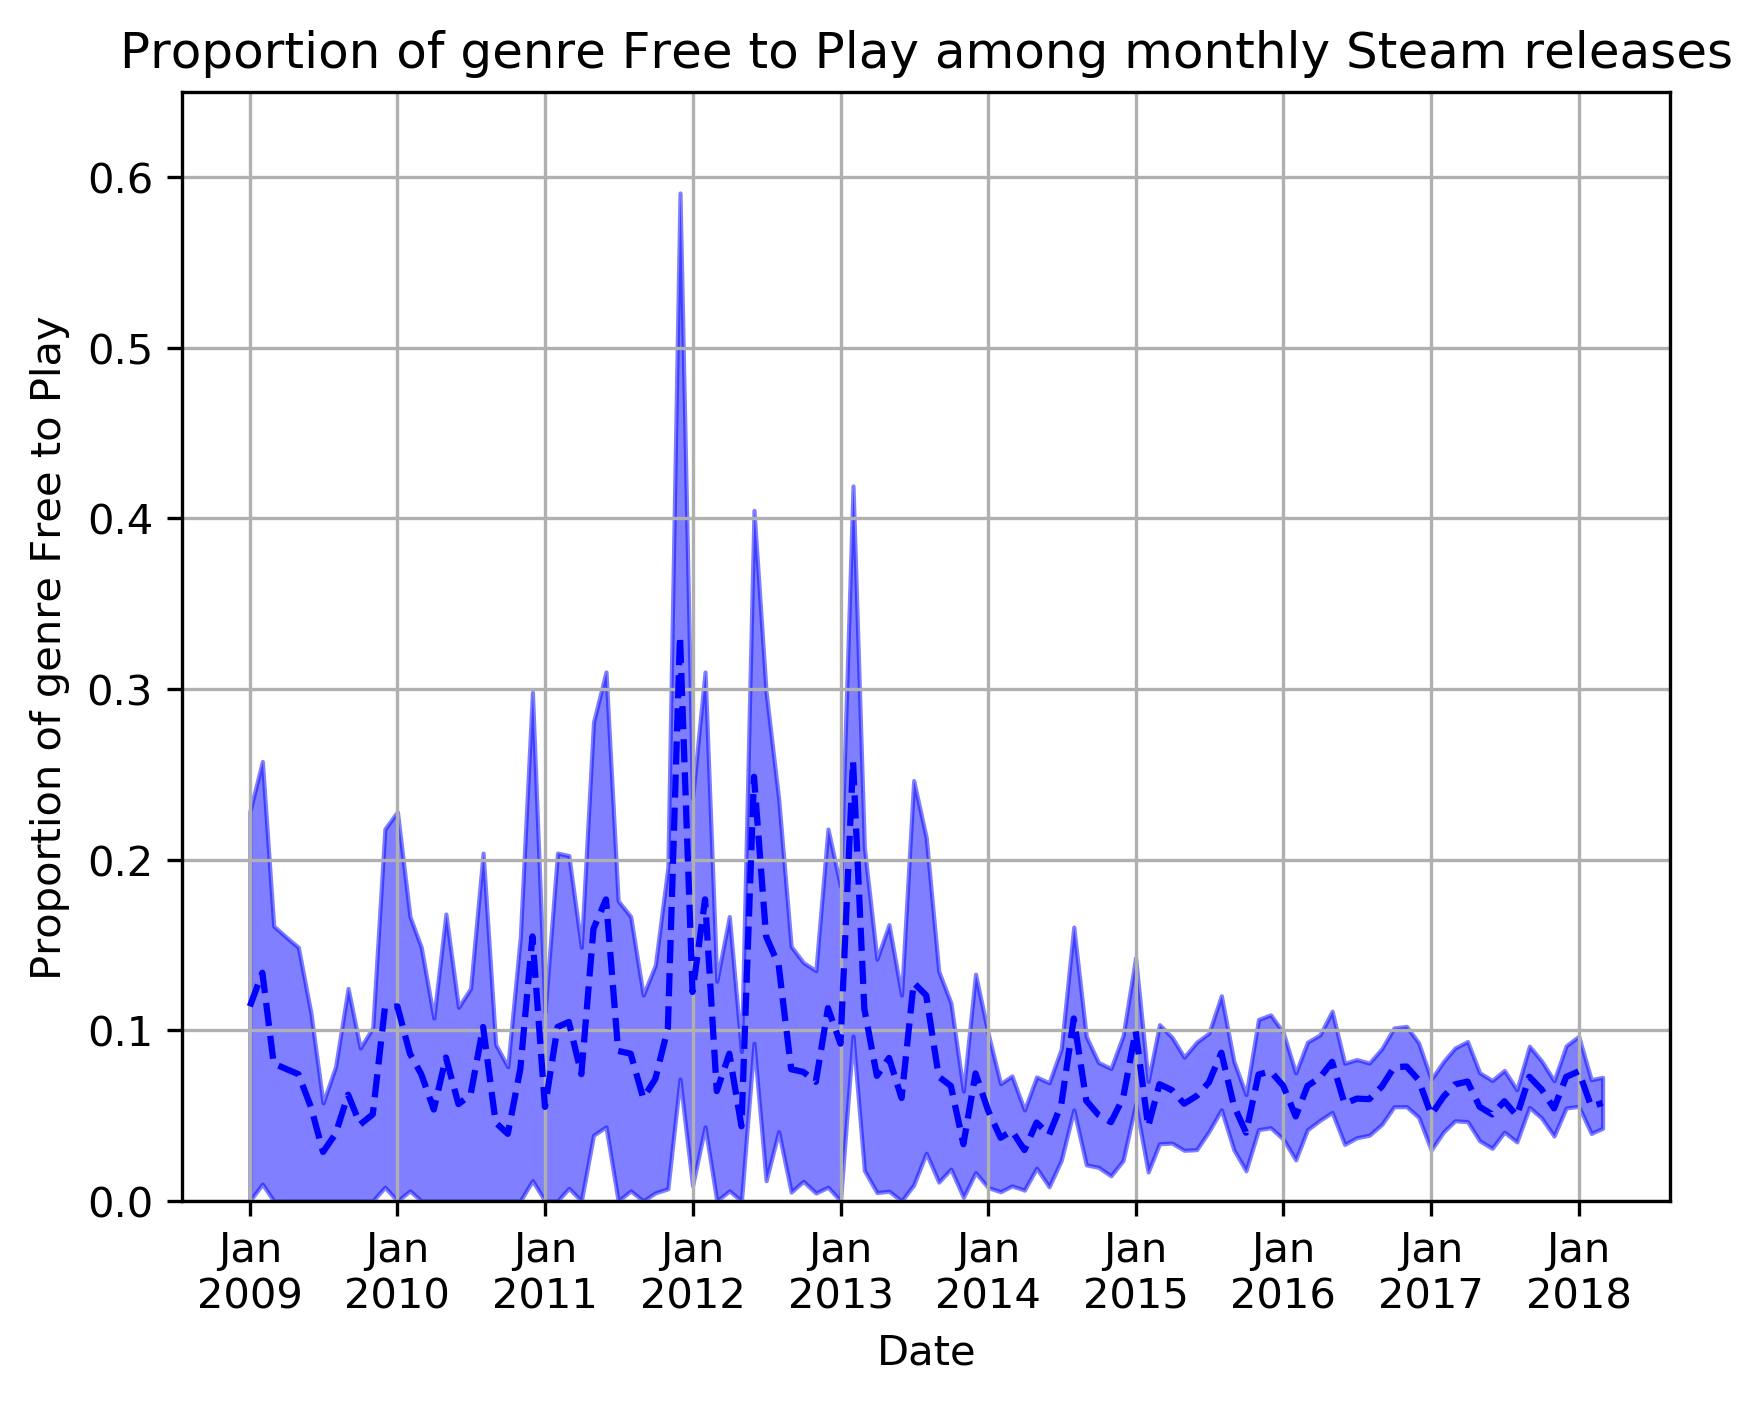 Proportion of genre Free to Play among monthly Steam releases
Proportion of genre Free to Play
0.6
0.5
0.4
0.3
0.2
0.1
0.0
Jan Jan Jan Jan Jan Jan Jan Jan Jan Jan
2009 2010 2011 2012 2013 2014 2015 2016 2017 2018
Date